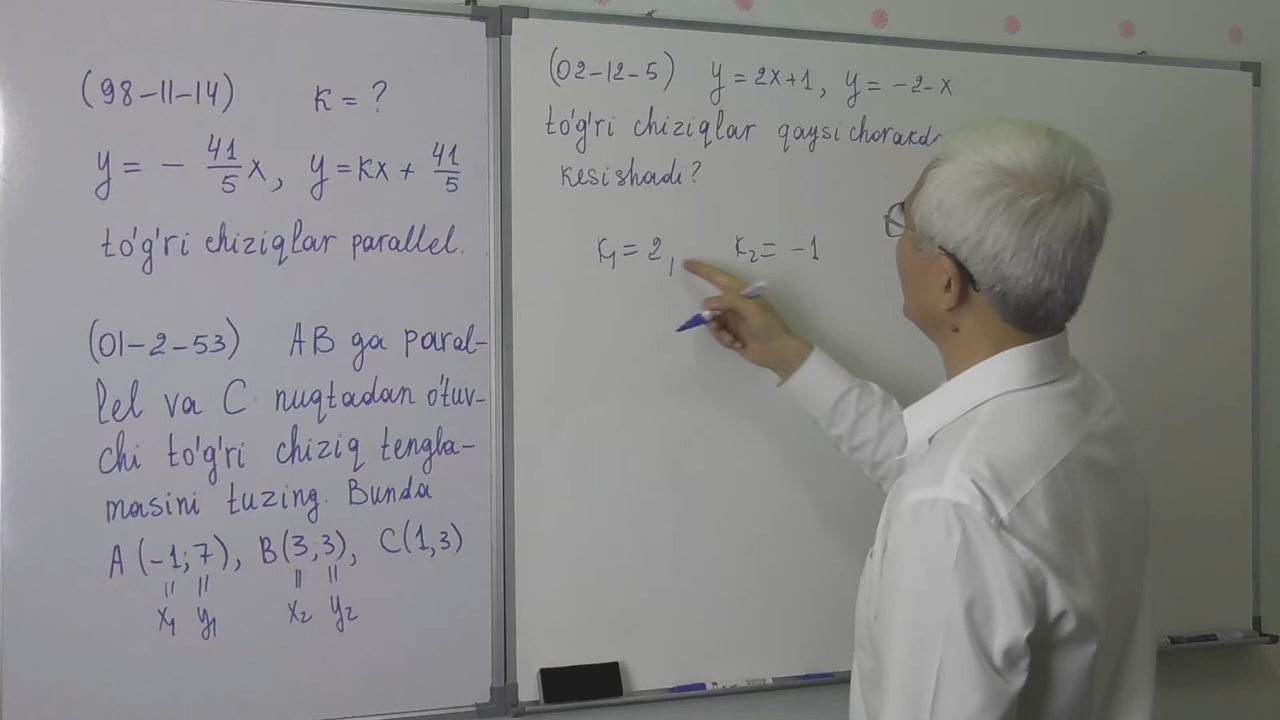 (98-11-14) K = ?
y = - 41/5 x, y = Kx + 41/5
to'g'ri chiziqlar parallel.
(01-2-53) AB ga paral-
lel va C nuqtadan o'tuv-
chi to'g'ri chiziq tengla-
masini tuzing. Bunda
A (-1; 7), B(3; 3), C(1, 3)
= = = =
x₁ y₁ x₂ y₂
(02-12-5) y = 2x+1, y = -2-x
to'g'ri chiziqlar qaysi
kesishadi?
K₁ = 2, K₂ = -1